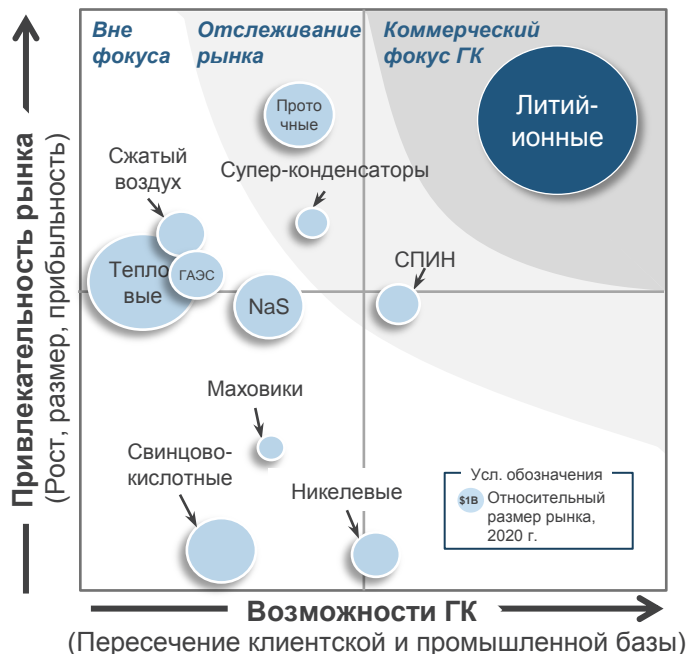 Вне
фокуса
Отслеживание
рынка
Коммерческий
фокус ГК
Прото
чные
Литий-
ионные
Сжатый
воздух
Супер-конденсаторы
Тепло
вые
ГАЭС
СПИН
NaS
Маховики
Свинцово-
кислотные
Никелевые
Усл. обозначения
$1B
Относительный
размер рынка,
2020 г.
Привлекательность рынка
(Рост, размер, прибыльность)
Возможности ГК
(Пересечение клиентской и промышленной базы)